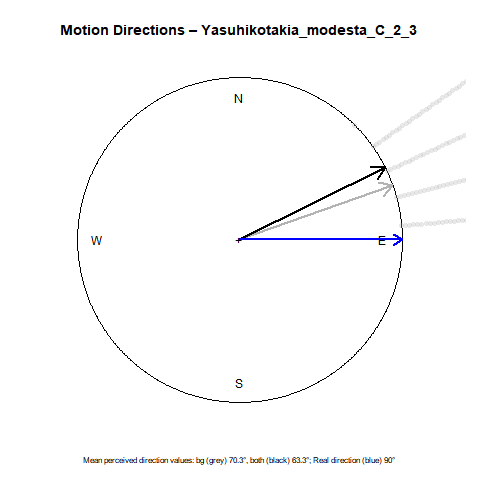 Motion Directions – Yasuhikotakia_modesta_C_2_3
N
W
E
S
Mean perceived direction values: bg (grey) 70.3°, both (black) 63.3°; Real direction (blue) 90°